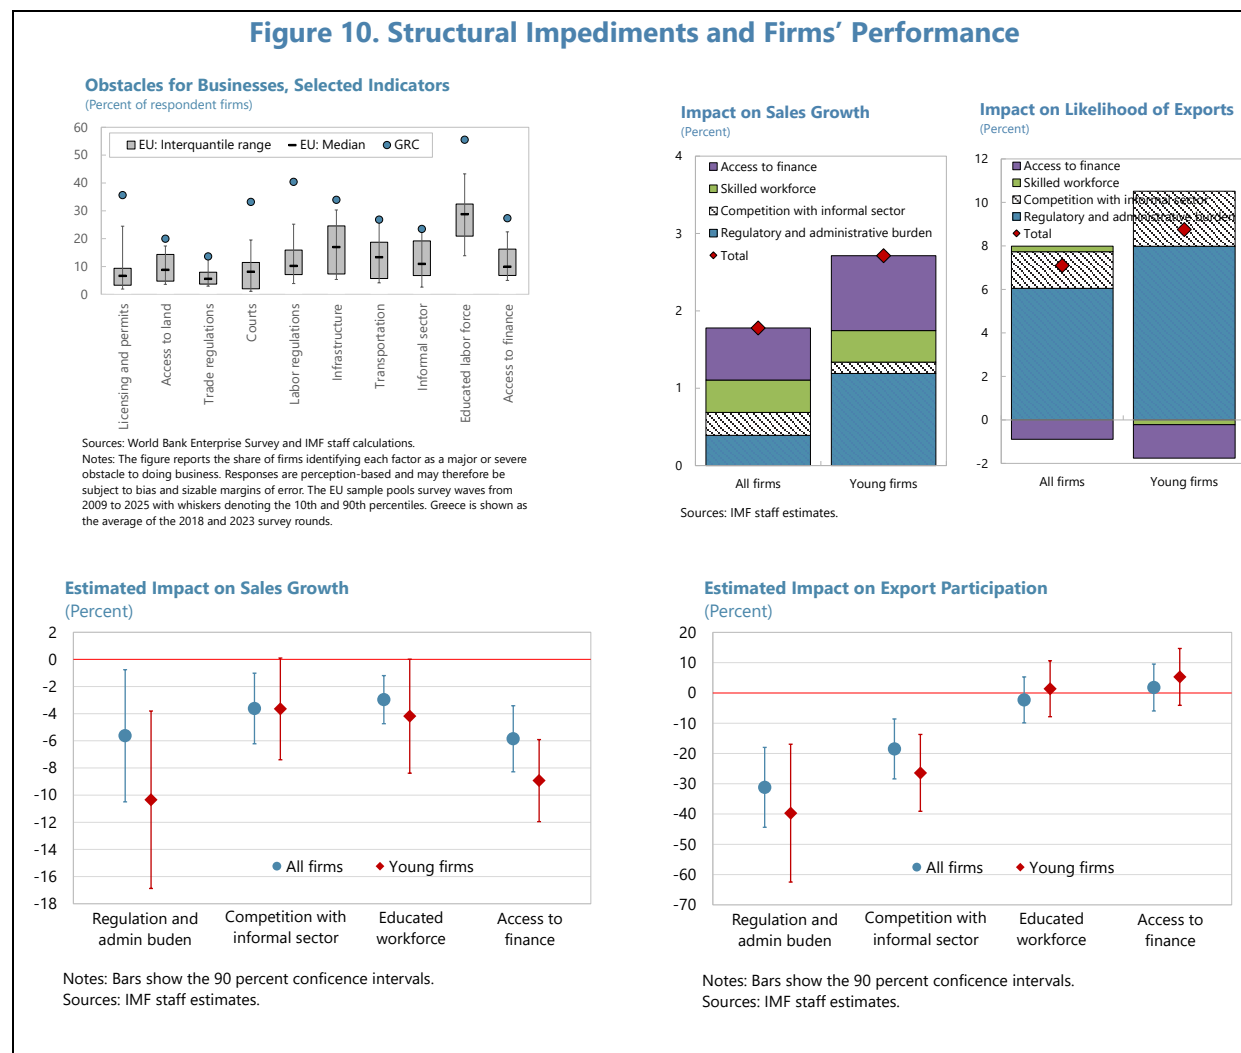 Figure 10. Structural Impediments and Firms’ Performance
Obstacles for Businesses, Selected Indicators
(Percent of respondent firms)
60
50
40
30
20
10
0
EU: Interquantile range
EU: Median
GRC
Licensing and permits
Access to land
Trade regulations
Courts
Labor regulations
Infrastructure
Transportation
Informal sector
Educated labor force
Access to finance
Sources: World Bank Enterprise Survey and IMF staff calculations.
Notes: The figure reports the share of firms identifying each factor as a major or severe
obstacle to doing business. Responses are perception-based and may therefore be
subject to bias and sizable margins of error. The EU sample pools survey waves from
2009 to 2025 with whiskers denoting the 10th and 90th percentiles. Greece is shown as
the average of the 2018 and 2023 survey rounds.
Impact on Sales Growth
(Percent)
4
3
2
1
0
Access to finance
Skilled workforce
Competition with informal sector
Regulatory and administrative burden
Total
All firms
Young firms
Sources: IMF staff estimates.
Impact on Likelihood of Exports
(Percent)
12
10
8
6
4
2
0
-2
Access to finance
Skilled workforce
Competition with informal sector
Regulatory and administrative burden
Total
All firms
Young firms
Estimated Impact on Sales Growth
(Percent)
2
0
-2
-4
-6
-8
-10
-12
-14
-16
-18
All firms
Young firms
Regulation and
admin buden
Competition with
informal sector
Educated
workforce
Access to
finance
Notes: Bars show the 90 percent conficence intervals.
Sources: IMF staff estimates.
Estimated Impact on Export Participation
(Percent)
20
10
0
-10
-20
-30
-40
-50
-60
-70
All firms
Young firms
Regulation and
admin buden
Competition with
informal sector
Educated
workforce
Access to
finance
Notes: Bars show the 90 percent conficence intervals.
Sources: IMF staff estimates.